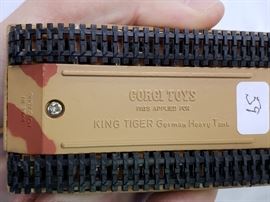 CORGI TOYS
PATS APPLIED FOR
KING TIGER German Heavy Tank